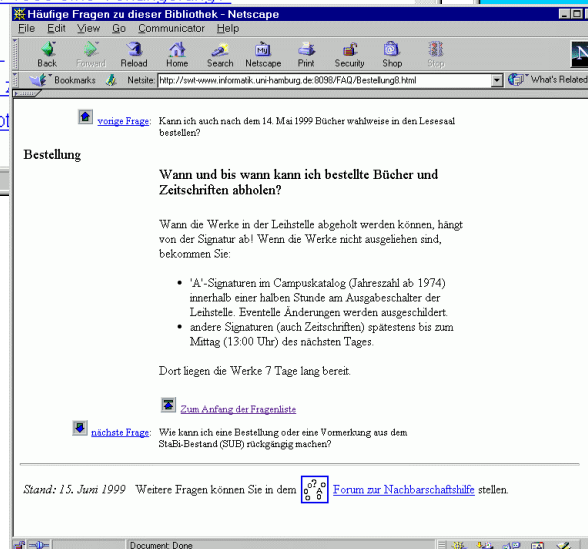 Häufige Fragen zu dieser Bibliothek - Netscape
File Edit View Go Communicator Help
Back Forward Reload Home Search Netscape Print Security Shop Stop
Bookmarks Netsite: http://swt-www.informatik.uni-hamburg.de:8098/FAQ/Bestellung8.html What's Related
vorige Frage: Kann ich auch nach dem 14. Mai 1999 Bücher wahlweise in den Lesesaal
bestellen?
Bestellung
Wann und bis wann kann ich bestellte Bücher und
Zeitschriften abholen?
Wann die Werke in der Leihstelle abgeholt werden können, hängt
von der Signatur ab! Wenn die Werke nicht ausgeliehen sind,
bekommen Sie:
• 'A'-Signaturen im Campuskatalog (Jahreszahl ab 1974)
innerhalb einer halben Stunde am Ausgabeschalter der
Leihstelle. Eventelle Änderungen werden ausgeschildert.
• andere Signaturen (auch Zeitschriften) spätestens bis zum
Mittag (13:00 Uhr) des nächsten Tages.
Dort liegen die Werke 7 Tage lang bereit.
Zum Anfang der Fragenliste
nächste Frage: Wie kann ich eine Bestellung oder eine Vormerkung aus dem
StaBi-Bestand (SUB) rückgängig machen?
Stand: 15. Juni 1999 Weitere Fragen können Sie in dem Forum zur Nachbarschaftshilfe stellen.
Document: Done